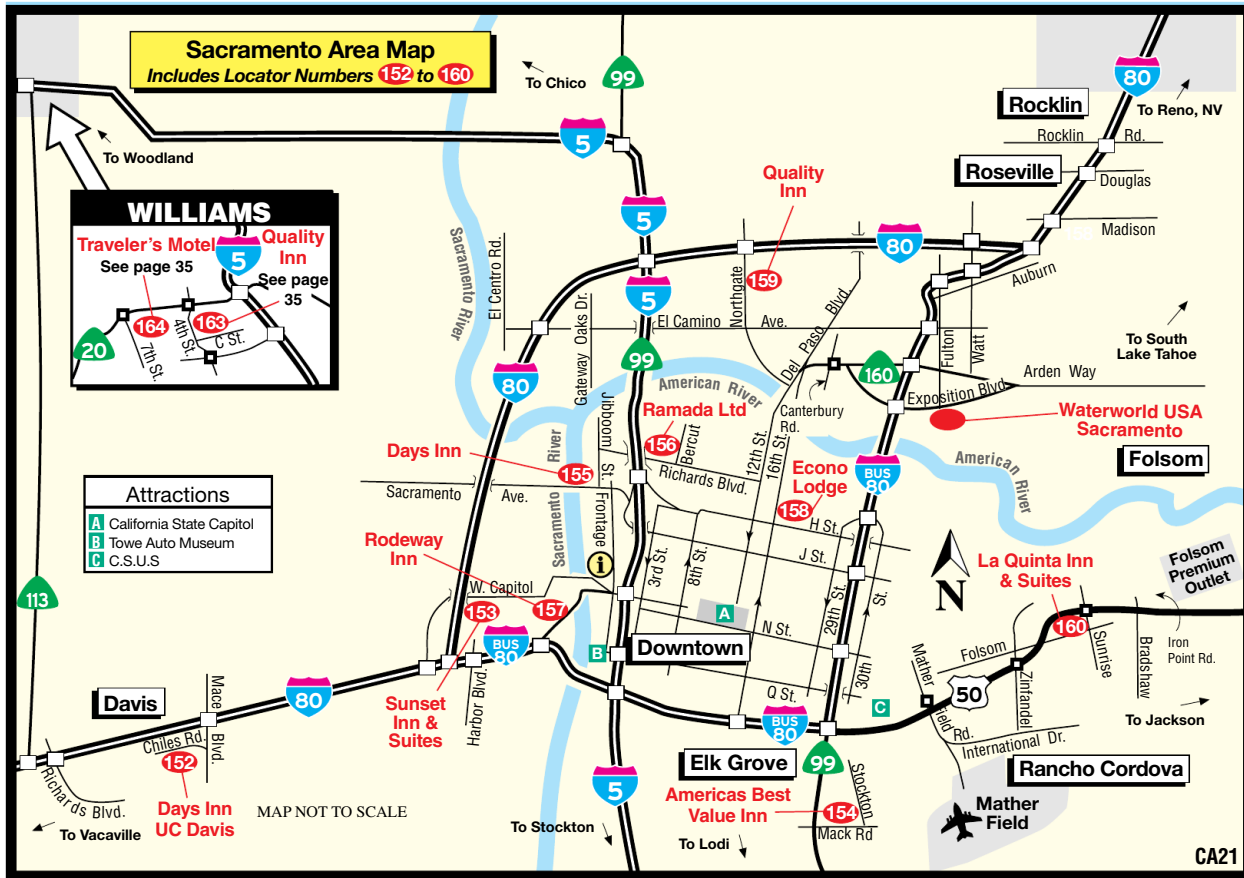 Sacramento Area Map
Includes Locator Numbers 152 to 160
To Chico
99
5
80
To Reno, NV
Rocklin
Rocklin Rd.
Roseville
Douglas
Madison
To Woodland
WILLIAMS
Traveler's Motel
See page 35
5
Quality
Inn
See page
35
164
163
4th St.
C St.
7th St.
20
Quality
Inn
159
Northgate
5
80
5
Auburn
Sacramento River
El Centro Rd.
Gateway Oaks Dr.
El Camino Ave.
Del Paso Blvd.
Fulton
Watt
To South
Lake Tahoe
99
80
160
Arden Way
Exposition Blvd.
American River
Canterbury
Rd.
Waterworld USA
Sacramento
Folsom
American River
Ramada Ltd
156
Bercut
Jibboom St.
Richards Blvd.
12th St.
16th St.
BUS
80
Days Inn
155
Sacramento River
Sacramento Ave.
Frontage
Econo
Lodge
158
H St.
J St.
Attractions
A California State Capitol
B Towe Auto Museum
C C.S.U.S
Rodeway
Inn
157
i
3rd St.
8th St.
29th St.
30th St.
N
La Quinta Inn
& Suites
160
Folsom
Premium
Outlet
113
W. Capitol
153
A
N St.
Q St.
B
Downtown
BUS
80
Sunset
Inn &
Suites
Harbor Blvd.
Folsom
Sunrise
Bradshaw
Iron
Point Rd.
Mather Field Rd.
50
Zinfandel
International Dr.
To Jackson
C
Davis
Mace Blvd.
80
Chiles Rd.
152
Days Inn
UC Davis
Richards Blvd.
To Vacaville
MAP NOT TO SCALE
BUS
80
Elk Grove
99
Americas Best
Value Inn
154
Stockton
Mack Rd
Rancho Cordova
Mather
Field
5
To Stockton
To Lodi
CA21